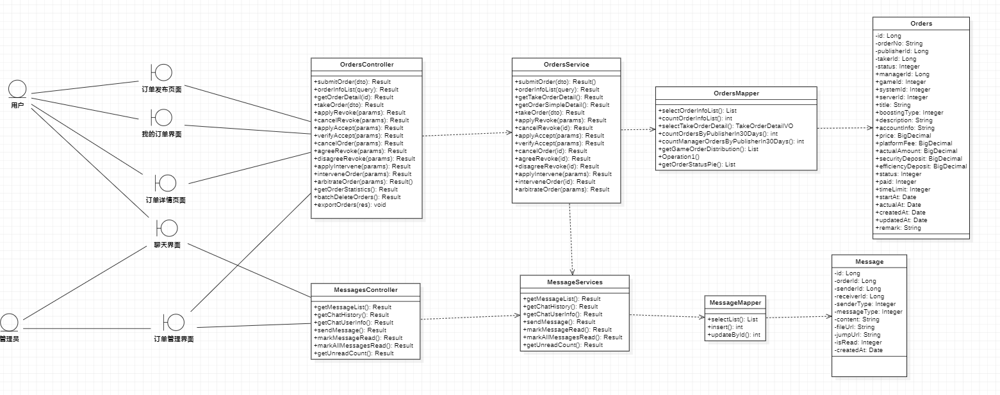 用户
管理员
订单发布页面
我的订单界面
订单详情页面
聊天界面
订单管理界面
OrdersController
+submitOrder(dto): Result
+orderInfoList(query): Result
+getOrderDetail(id): Result
+takeOrder(dto): Result
+applyRevoke(params): Result
+cancelRevoke(params): Result
+applyAccept(params): Result
+verifyAccept(params): Result
+cancelOrder(params): Result
+agreeRevoke(params): Result
+disagreeRevoke(params): Result
+applyIntervene(params): Result
+interveneOrder(params): Result
+arbitrateOrder(params): Result()
+getOrderStatistics(): Result
+batchDeleteOrders(): Result
+exportOrders(res): void
MessagesController
+getMessageList(): Result
+getChatHistory(): Result
+getChatUserInfo(): Result
+sendMessage(): Result
+markMessageRead(): Result
+markAllMessagesRead(): Result
+getUnreadCount(): Result
OrdersService
+submitOrder(dto): Result()
+orderInfoList(query): Result
+getTakeOrderDetail(): Result
+getOrderSimpleDetail(): Result
+takeOrder(dto): Result
+applyRevoke(params): Result
+cancelRevoke(id): Result
+applyAccept(params): Result
+verifyAccept(params): Result
+cancelOrder(id): Result
+agreeRevoke(id): Result
+disagreeRevoke(id): Result
+applyIntervene(params): Result
+interveneOrder(id): Result
+arbitrateOrder(params): Result
MessageServices
+getMessageList(): Result
+getChatHistory(): Result
+getChatUserInfo(): Result
+sendMessage(): Result
+markMessageRead(): Result
+markAllMessagesRead(): Result
+getUnreadCount(): Result
OrdersMapper
+selectOrderInfoList(): List
+countOrderInfoList(): int
+selectTakeOrderDetail(): TakeOrderDetailVO
+countOrdersByPublisherIn30Days(): int
+countManagerOrdersByPublisherIn30Days(): int
+getGameOrderDistribution(): List
+Operation1()
+getOrderStatusPie(): List
MessageMapper
+selectList(): List
+insert(): int
+updateById(): int
Orders
-id: Long
-orderNo: String
-publisherId: Long
-takerId: Long
-status: Integer
+managerId: Long
+gameId: Integer
+systemId: Integer
+serverId: Integer
+title: String
+boostingType: Integer
+description: String
+accountInfo: String
+price: BigDecimal
+platformFee: BigDecimal
+actualAmount: BigDecimal
+securityDeposit: BigDecimal
+efficiencyDeposit: BigDecimal
+status: Integer
+paid: Integer
+timeLimit: Integer
+startAt: Date
+actualAt: Date
+createdAt: Date
+updatedAt: Date
+remark: String
Message
-id: Long
-orderId: Long
-senderId: Long
-receiverId: Long
-senderType: Integer
-messageType: Integer
-content: String
-fileUrl: String
-jumpUrl: String
-isRead: Integer
-createdAt: Date